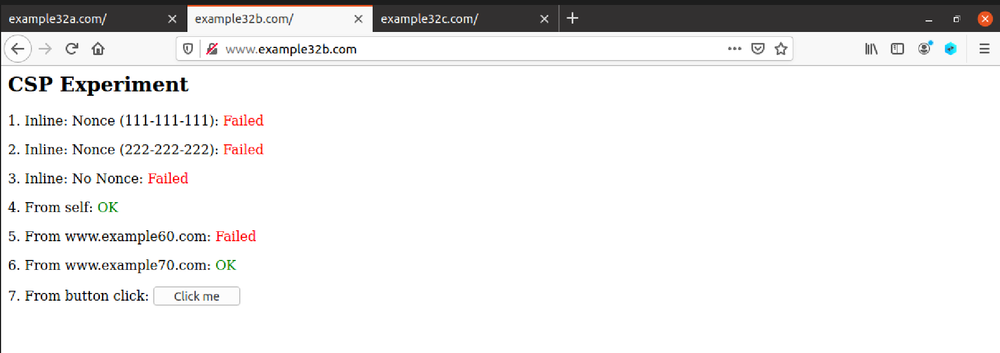 example32a.com/ example32b.com/ example32c.com/
www.example32b.com
CSP Experiment
1. Inline: Nonce (111-111-111): Failed
2. Inline: Nonce (222-222-222): Failed
3. Inline: No Nonce: Failed
4. From self: OK
5. From www.example60.com: Failed
6. From www.example70.com: OK
7. From button click: Click me